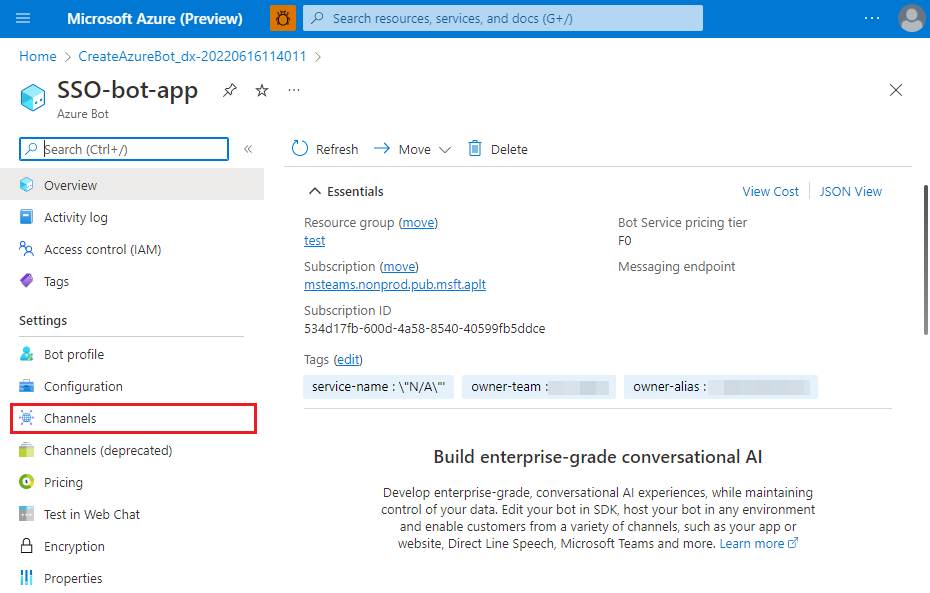 Microsoft Azure (Preview)
Search resources, services, and docs (G+/)
Home > CreateAzureBot_dx-20220616114011 >
SSO-bot-app
Azure Bot
Search (Ctrl+/)
Overview
Activity log
Access control (IAM)
Tags
Settings
Bot profile
Configuration
Channels
Channels (deprecated)
Pricing
Test in Web Chat
Encryption
Properties
Refresh Move Delete
Essentials
View Cost JSON View
Resource group (move)
test
Subscription (move)
msteams.nonprod.pub.msft.aplt
Subscription ID
534d17fb-600d-4a58-8540-40599fb5ddce
Bot Service pricing tier
F0
Messaging endpoint
Tags (edit)
service-name : \"N/A\"' owner-team : owner-alias :
Build enterprise-grade conversational AI
Develop enterprise-grade, conversational AI experiences, while maintaining
control of your data. Edit your bot in SDK, host your bot in any environment
and enable customers from a variety of channels, such as your app or
website, Direct Line Speech, Microsoft Teams and more. Learn more